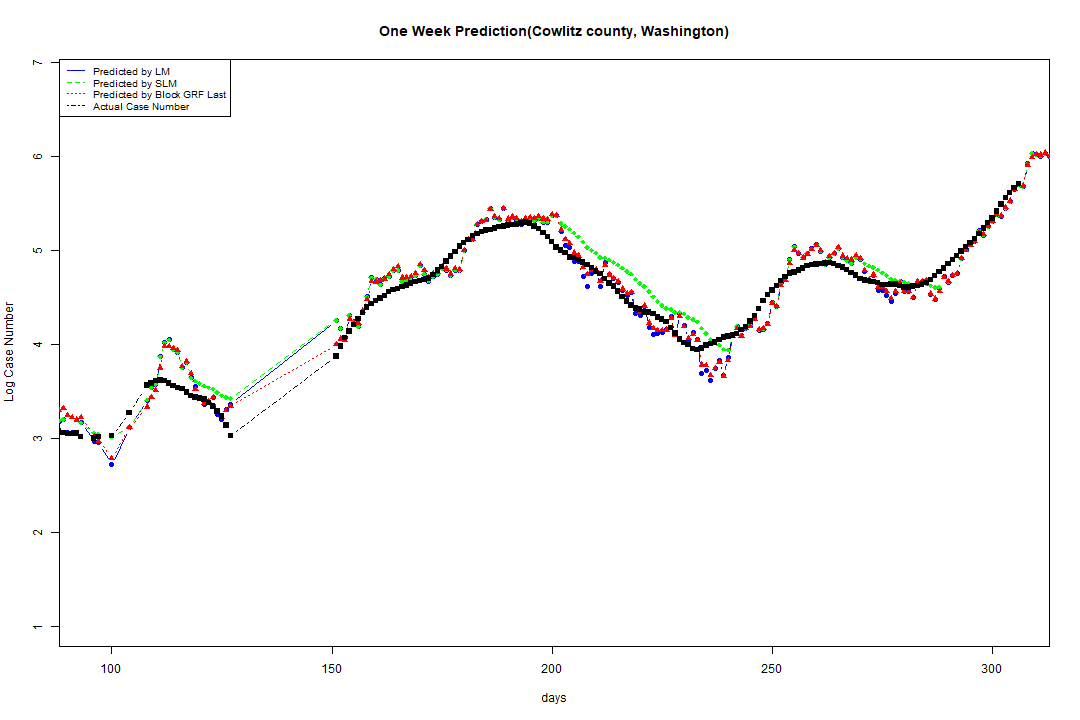 One Week Prediction(Cowlitz county, Washington)
Predicted by LM
Predicted by SLM
Predicted by Block GRF Last
Actual Case Number
Log Case Number
7
6
5
4
3
2
1
100 150 200 250 300
days